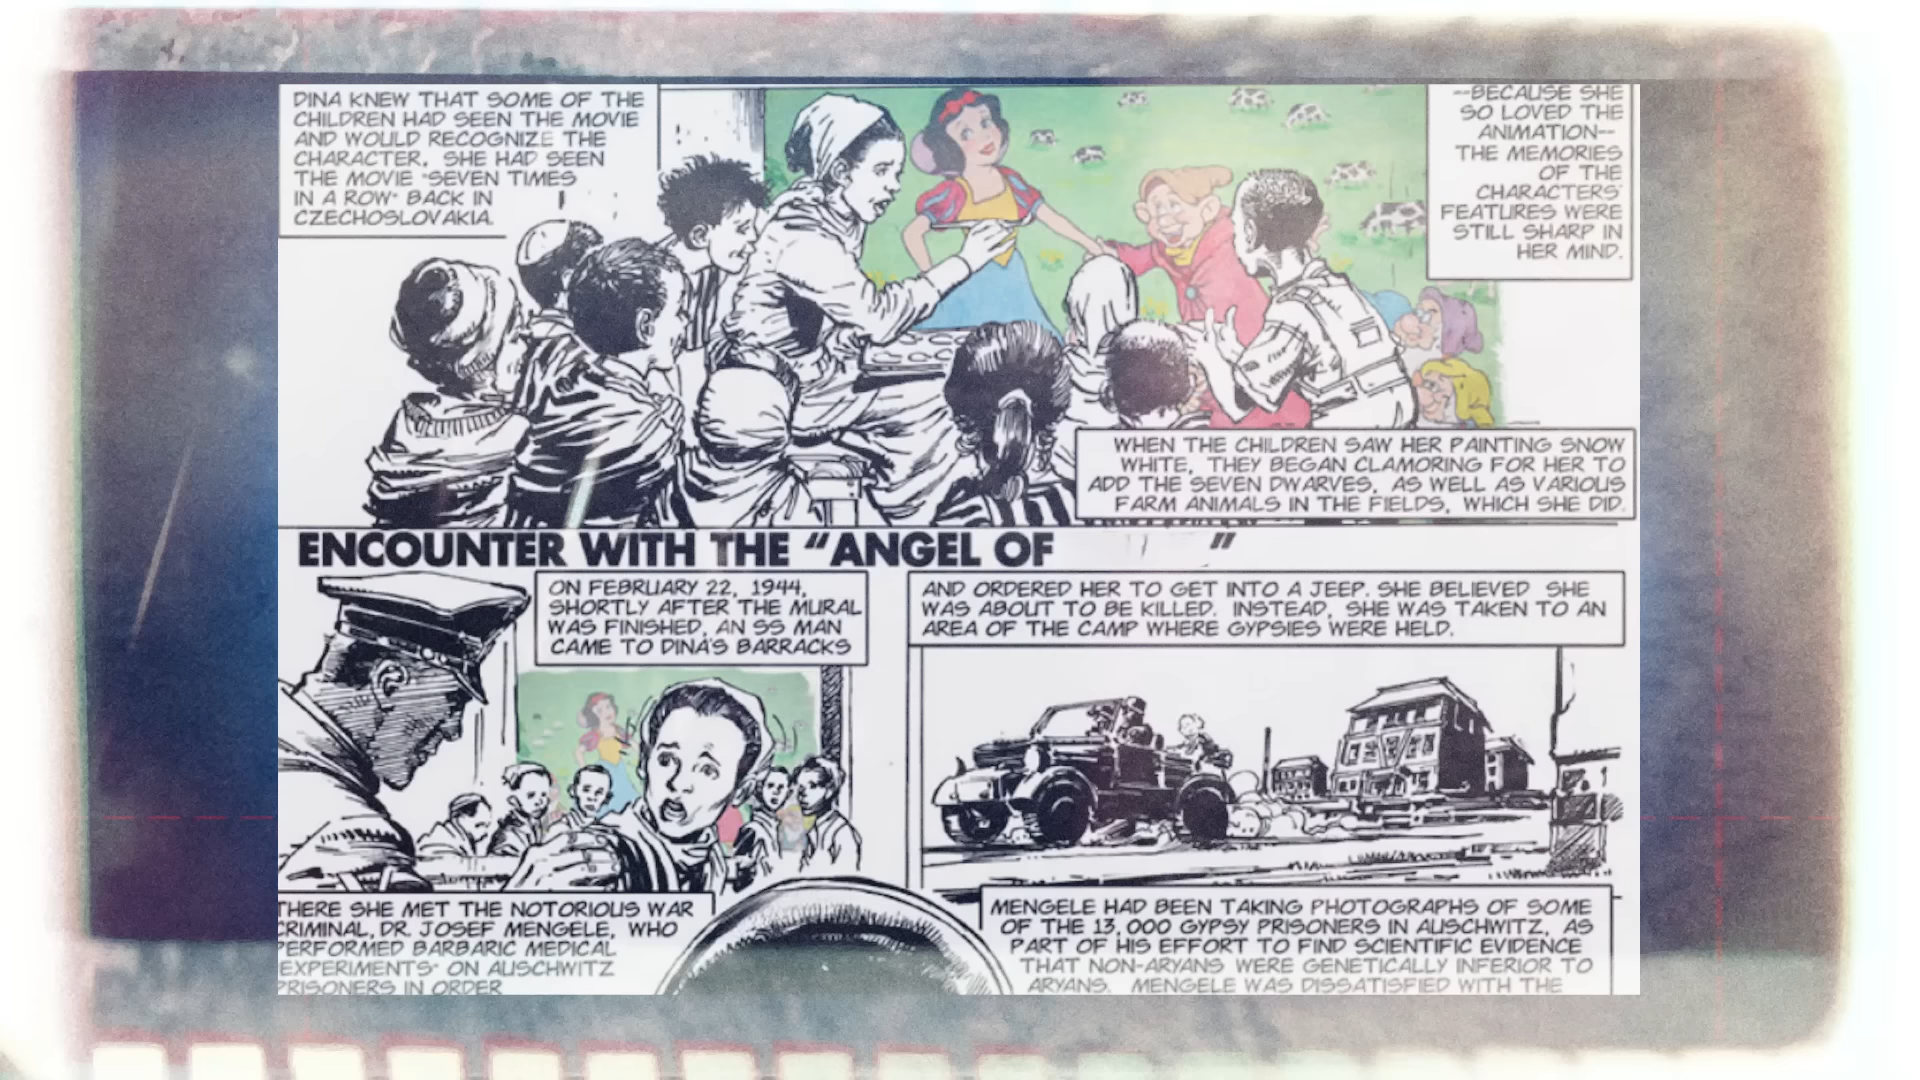 DINA KNEW THAT SOME OF THE
CHILDREN HAD SEEN THE MOVIE
AND WOULD RECOGNIZE THE
CHARACTER. SHE HAD SEEN
THE MOVIE "SEVEN TIMES
IN A ROW" BACK IN
CZECHOSLOVAKIA.
--BECAUSE SHE
SO LOVED THE
ANIMATION--
THE MEMORIES
OF THE
CHARACTERS'
FEATURES WERE
STILL SHARP IN
HER MIND.
WHEN THE CHILDREN SAW HER PAINTING SNOW
WHITE, THEY BEGAN CLAMORING FOR HER TO
ADD THE SEVEN DWARVES, AS WELL AS VARIOUS
FARM ANIMALS IN THE FIELDS, WHICH SHE DID.
ENCOUNTER WITH THE "ANGEL OF "
ON FEBRUARY 22, 1944,
SHORTLY AFTER THE MURAL
WAS FINISHED, AN SS MAN
CAME TO DINA'S BARRACKS
AND ORDERED HER TO GET INTO A JEEP. SHE BELIEVED SHE
WAS ABOUT TO BE KILLED. INSTEAD, SHE WAS TAKEN TO AN
AREA OF THE CAMP WHERE GYPSIES WERE HELD.
THERE SHE MET THE NOTORIOUS WAR
CRIMINAL, DR. JOSEF MENGELE, WHO
PERFORMED BARBARIC MEDICAL
EXPERIMENTS" ON AUSCHWITZ
PRISONERS IN ORDER
MENGELE HAD BEEN TAKING PHOTOGRAPHS OF SOME
OF THE 13,000 GYPSY PRISONERS IN AUSCHWITZ, AS
PART OF HIS EFFORT TO FIND SCIENTIFIC EVIDENCE
THAT NON-ARYANS WERE GENETICALLY INFERIOR TO
ARYANS. MENGELE WAS DISSATISFIED WITH THE